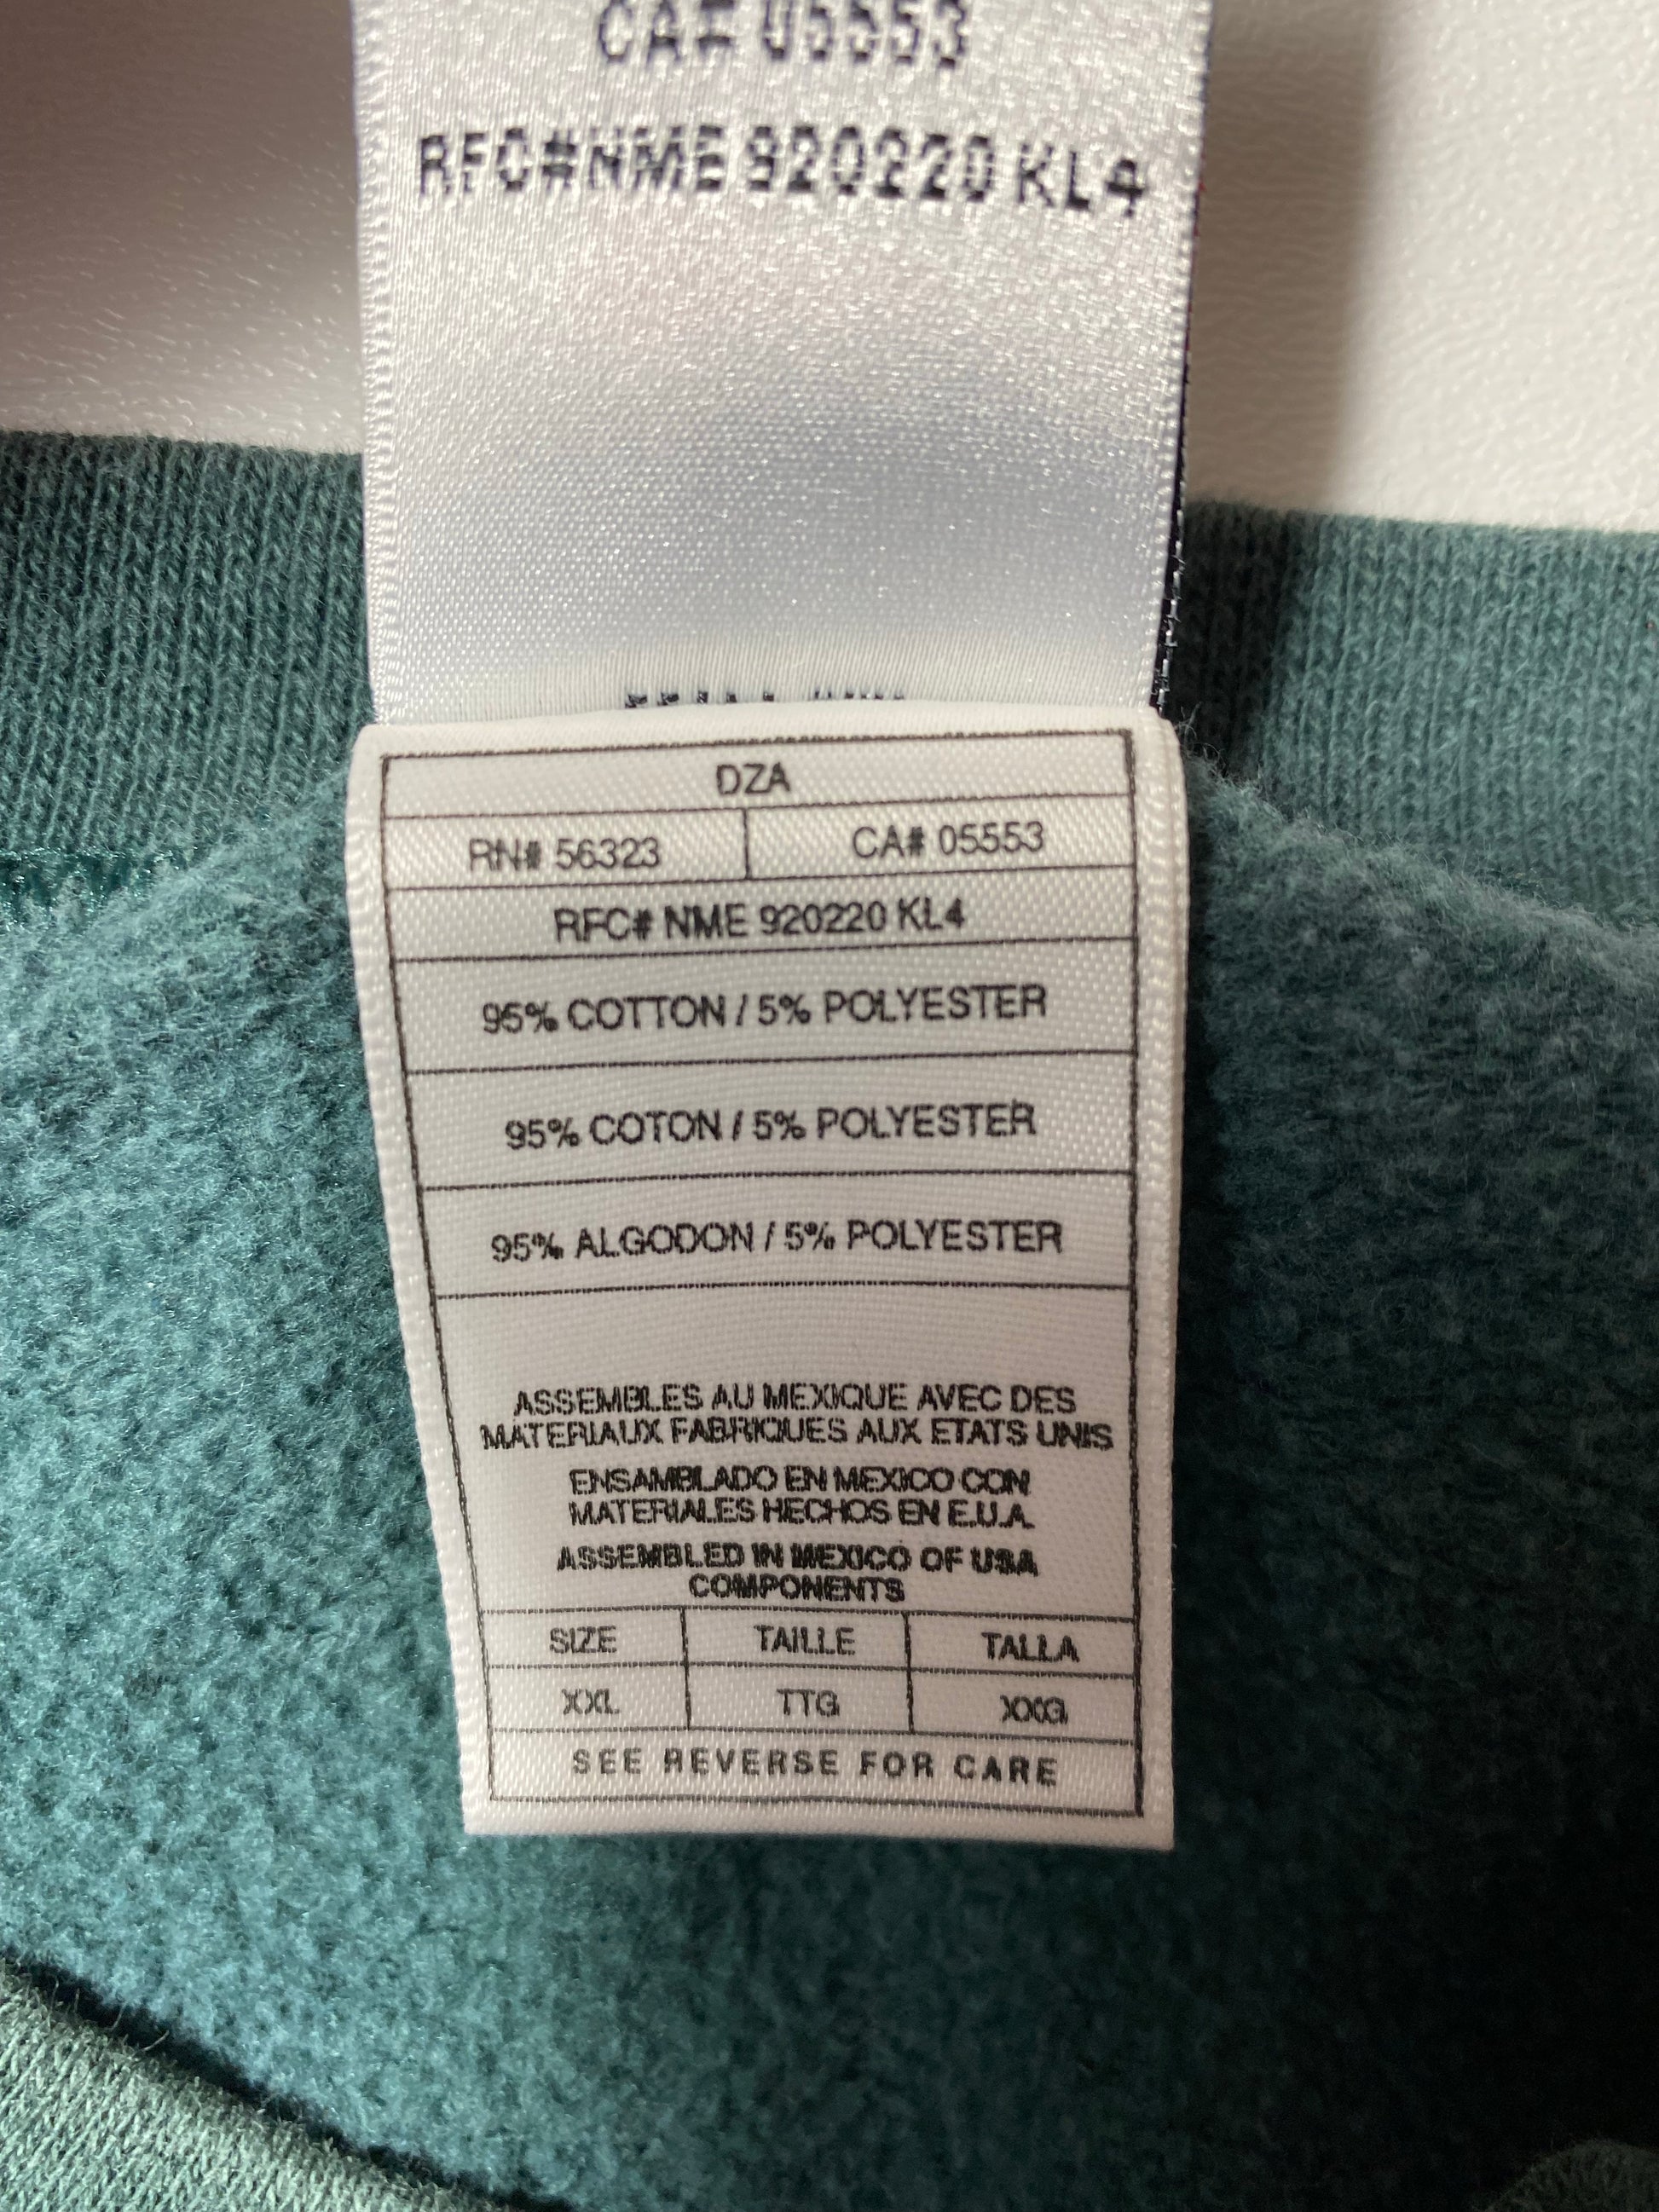 CA# 05553
RFC#NME 920220 KL4
DZA
RN# 56323 CA# 05553
RFC# NME 920220 KL4
95% COTTON / 5% POLYESTER
95% COTON / 5% POLYESTER
95% ALGODON / 5% POLYESTER
ASSEMBLES AU MEXIQUE AVEC DES
MATERIAUX FABRIQUES AUX ETATS UNIS
ENSAMBLADO EN MEXICO CON
MATERIALES HECHOS EN E.U.A.
ASSEMBLED IN MEXICO OF USA
COMPONENTS
SIZE TAILLE TALLA
XXL TTG XXG
SEE REVERSE FOR CARE